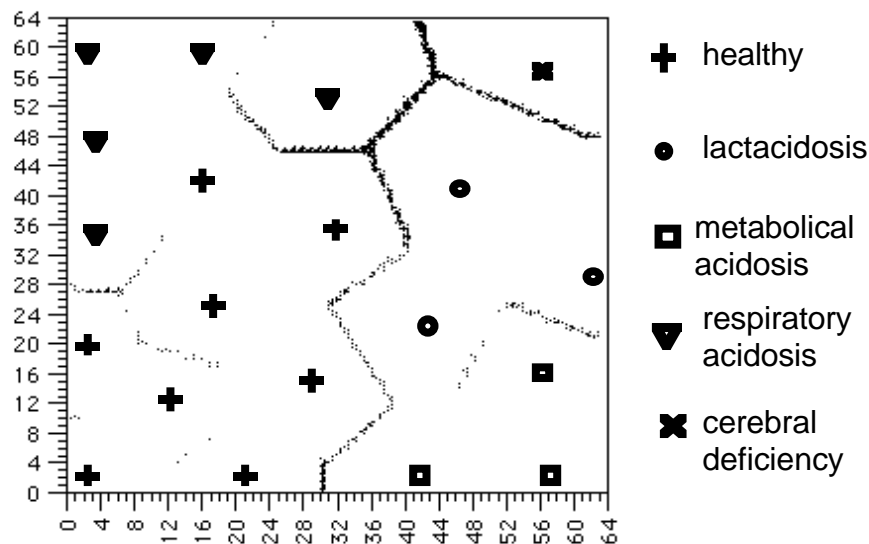 64
60
56
52
48
44
40
36
32
28
24
20
16
12
8
4
0
0 4 8 12 16 20 24 28 32 36 40 44 48 52 56 60 64
healthy
lactacidosis
metabolical
acidosis
respiratory
acidosis
cerebral
deficiency